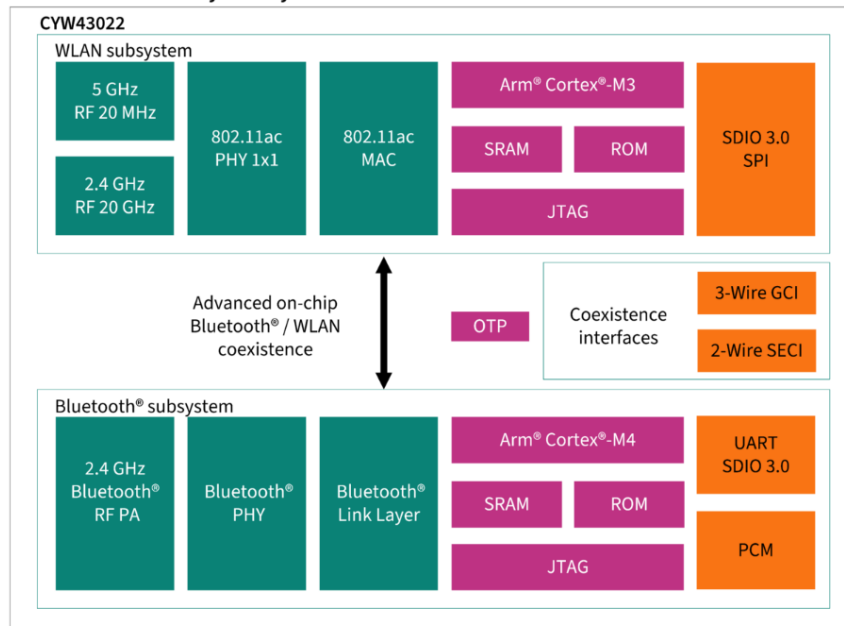 CYW43022
WLAN subsystem
5 GHz
RF 20 MHz
2.4 GHz
RF 20 GHz
802.11ac
PHY 1x1
802.11ac
MAC
Arm® Cortex®-M3
SRAM
ROM
JTAG
SDIO 3.0
SPI
Advanced on-chip
Bluetooth® / WLAN
coexistence
OTP
Coexistence
interfaces
3-Wire GCI
2-Wire SECI
Bluetooth® subsystem
2.4 GHz
Bluetooth®
RF PA
Bluetooth®
PHY
Bluetooth®
Link Layer
Arm® Cortex®-M4
SRAM
ROM
JTAG
UART
SDIO 3.0
PCM